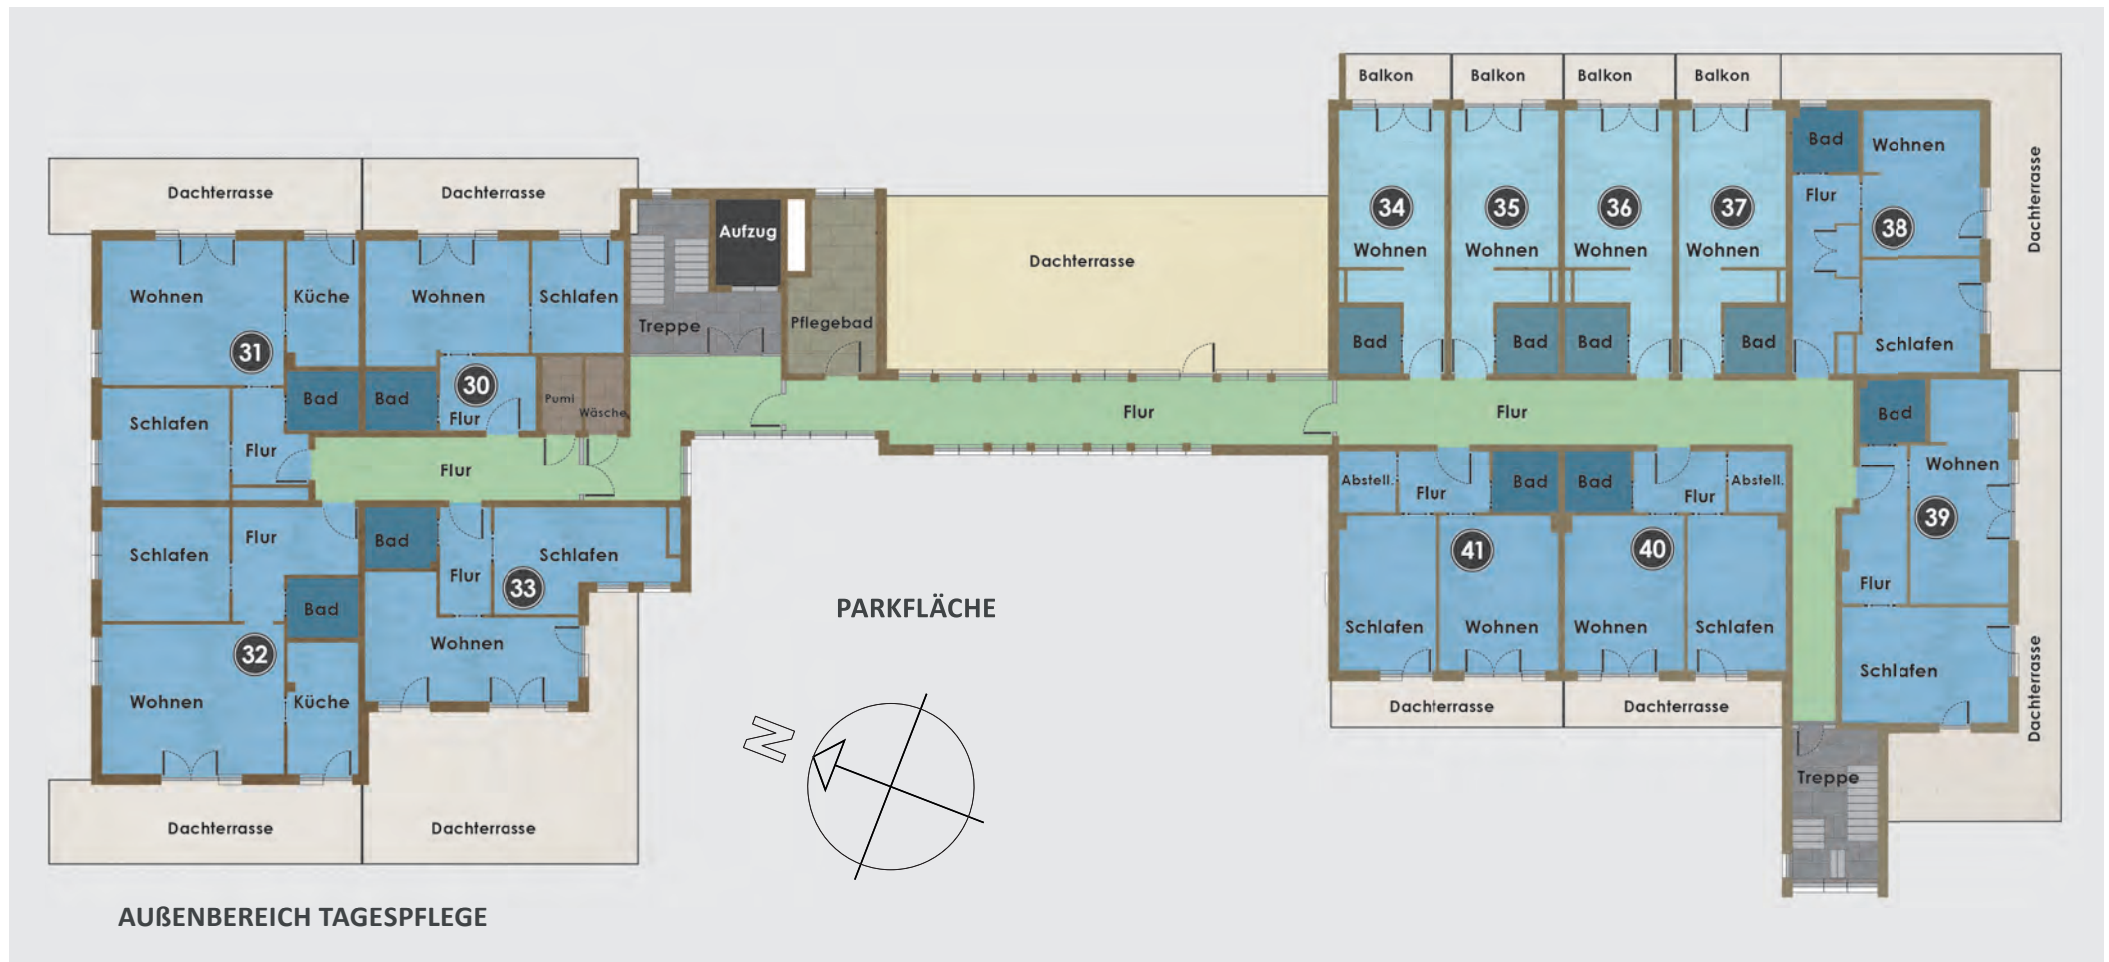 Balkon
Balkon
Balkon
Balkon
Bad
Wohnen
Dachterrasse
Dachterrasse
Dachterrasse
Flur
34
35
36
37
38
Aufzug
Wohnen
Wohnen
Wohnen
Wohnen
Dachterrasse
Wohnen
Küche
Wohnen
Schlafen
Treppe
Pflegebad
Bad
Bad
Bad
Bad
Schlafen
31
30
Bad
Bad
Pumi
Wäsche
Flur
Flur
Flur
Bad
Schlafen
Flur
Flur
Wohnen
Abstell.
Flur
Bad
Bad
Flur
Abstell.
39
Schlafen
Flur
Bad
Schlafen
41
40
Flur
33
Flur
Bad
PARKFLÄCHE
Schlafen
Wohnen
Wohnen
Schlafen
Wohnen
32
Schlafen
Dachterrasse
Wohnen
Küche
Dachterrasse
Dachterrasse
N
Treppe
Dachterrasse
Dachterrasse
AUßENBEREICH TAGESPFLEGE